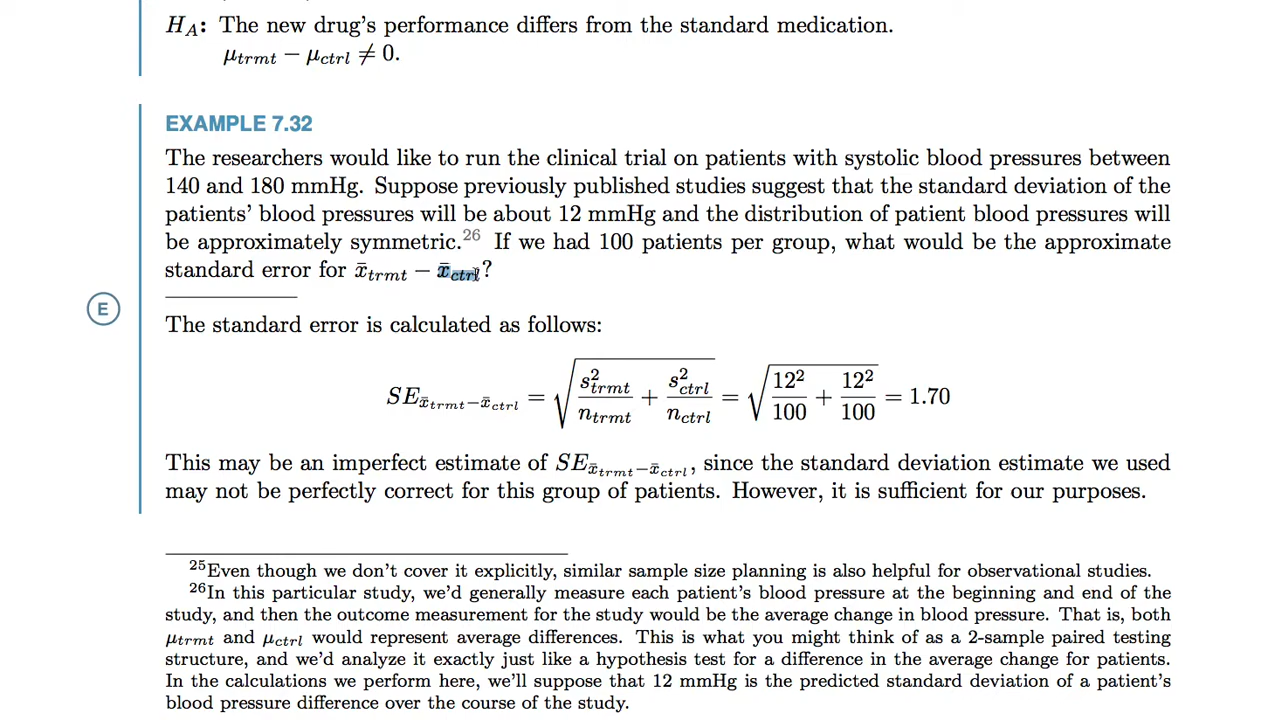 H_A: The new drug's performance differs from the standard medication.
μ_trmt − μ_ctrl ≠ 0.
EXAMPLE 7.32
The researchers would like to run the clinical trial on patients with systolic blood pressures between
140 and 180 mmHg. Suppose previously published studies suggest that the standard deviation of the
patients' blood pressures will be about 12 mmHg and the distribution of patient blood pressures will
be approximately symmetric.²⁶ If we had 100 patients per group, what would be the approximate
standard error for x̄_trmt − x̄_ctrl?
E
The standard error is calculated as follows:
SE_{x̄_trmt − x̄_ctrl} = √(s²_trmt / n_trmt + s²_ctrl / n_ctrl) = √(12² / 100 + 12² / 100) = 1.70
This may be an imperfect estimate of SE_{x̄_trmt − x̄_ctrl}, since the standard deviation estimate we used
may not be perfectly correct for this group of patients. However, it is sufficient for our purposes.
²⁵Even though we don't cover it explicitly, similar sample size planning is also helpful for observational studies.
²⁶In this particular study, we'd generally measure each patient's blood pressure at the beginning and end of the
study, and then the outcome measurement for the study would be the average change in blood pressure. That is, both
μ_trmt and μ_ctrl would represent average differences. This is what you might think of as a 2-sample paired testing
structure, and we'd analyze it exactly just like a hypothesis test for a difference in the average change for patients.
In the calculations we perform here, we'll suppose that 12 mmHg is the predicted standard deviation of a patient's
blood pressure difference over the course of the study.